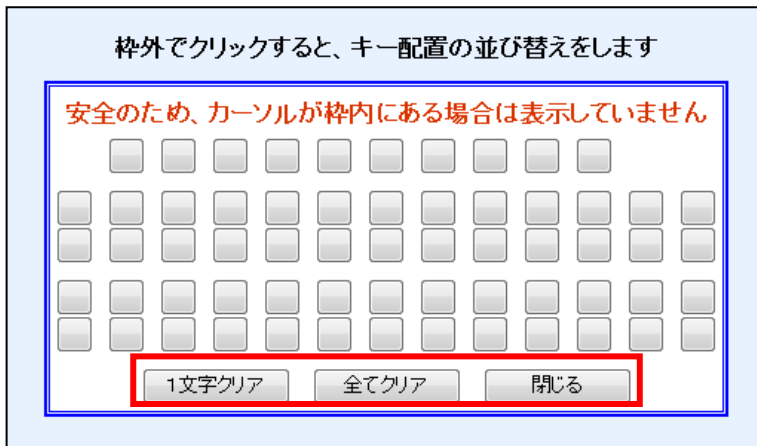 枠外でクリックすると、キー配置の並び替えをします
安全のため、カーソルが枠内にある場合は表示していません
1文字クリア 全てクリア 閉じる